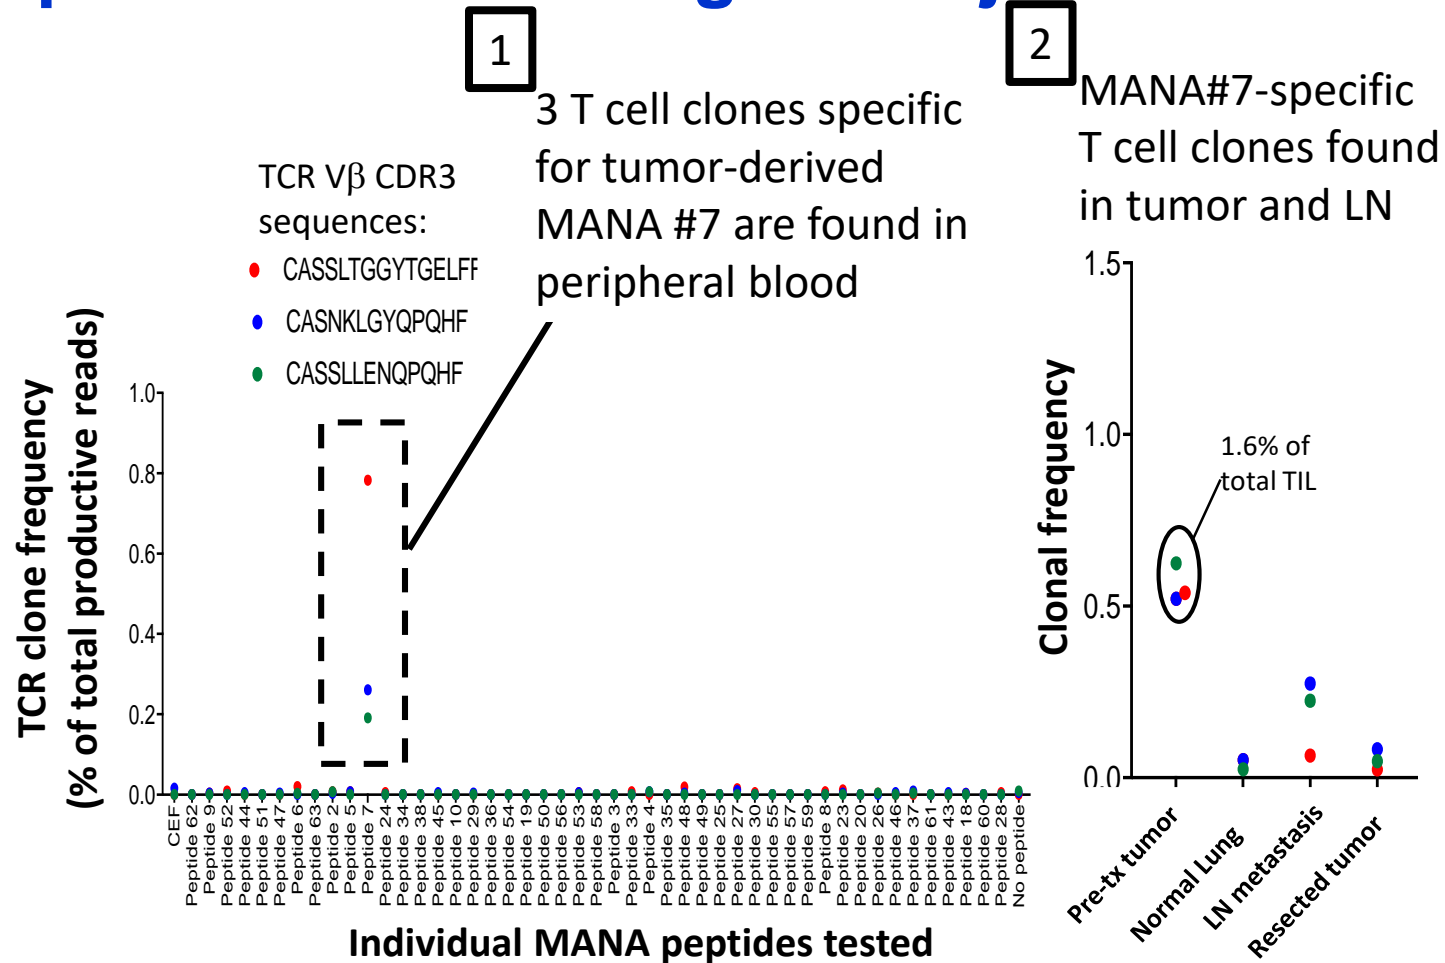 1
3 T cell clones specific
for tumor-derived
MANA #7 are found in
peripheral blood
2
MANA#7-specific
T cell clones found
in tumor and LN
TCR Vβ CDR3
sequences:
CASSLTGGYTGELFF
CASNKLGYQPQHF
CASSLLENQPQHF
TCR clone frequency
(% of total productive reads)
1.0
0.8
0.6
0.4
0.2
0.0
CEF
Peptide 62
Peptide 9
Peptide 52
Peptide 44
Peptide 51
Peptide 47
Peptide 6
Peptide 63
Peptide 2
Peptide 5
Peptide 7
Peptide 24
Peptide 34
Peptide 38
Peptide 45
Peptide 10
Peptide 29
Peptide 36
Peptide 54
Peptide 19
Peptide 50
Peptide 56
Peptide 53
Peptide 58
Peptide 3
Peptide 33
Peptide 4
Peptide 35
Peptide 48
Peptide 49
Peptide 25
Peptide 27
Peptide 30
Peptide 55
Peptide 57
Peptide 59
Peptide 8
Peptide 23
Peptide 20
Peptide 26
Peptide 46
Peptide 37
Peptide 61
Peptide 43
Peptide 18
Peptide 60
Peptide 28
No peptide
Individual MANA peptides tested
Clonal frequency
1.5
1.0
0.5
0.0
1.6% of
total TIL
Pre-tx tumor
Normal Lung
LN metastasis
Resected tumor